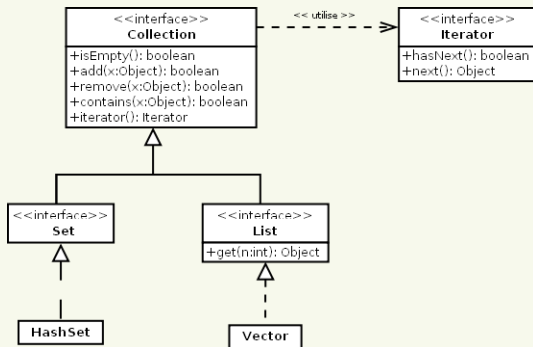 <<interface>>
Collection
+isEmpty(): boolean
+add(x:Object): boolean
+remove(x:Object): boolean
+contains(x:Object): boolean
+iterator(): Iterator
<< utilise >>
<<interface>>
Iterator
+hasNext(): boolean
+next(): Object
<<interface>>
Set
<<interface>>
List
+get(n:int): Object
HashSet
Vector